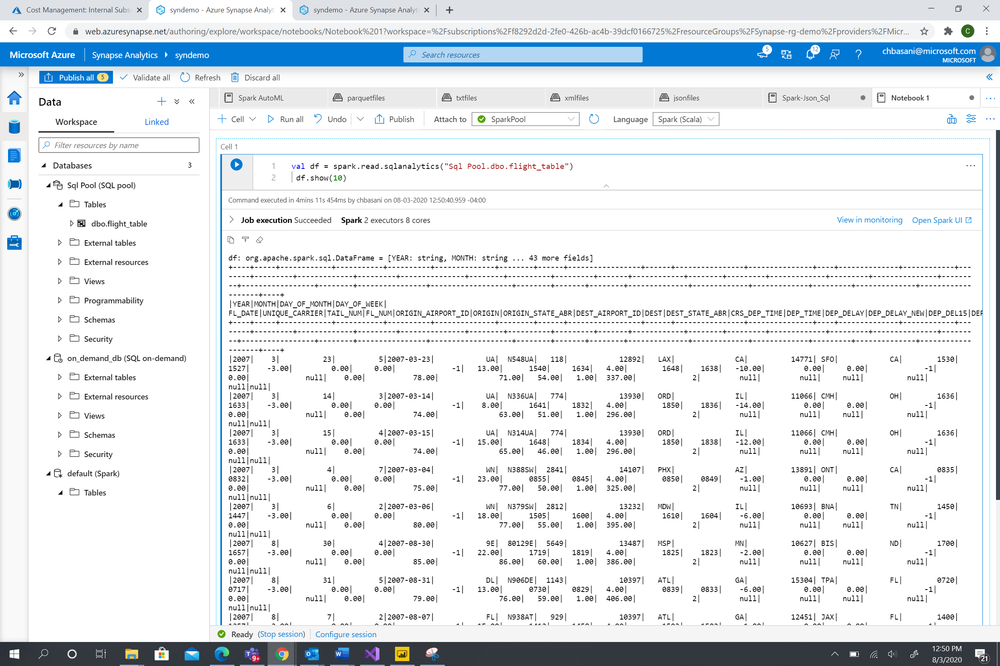 Cost Management: Internal Subs
syndemo - Azure Synapse Analyt
syndemo - Azure Synapse Analyt
web.azuresynapse.net/authoring/explore/workspace/notebooks/Notebook%201?workspace=%2Fsubscriptions%2Ff8292d2d-2fe0-426b-ac4b-39dcf0166725%2FresourceGroups%2FSynapse-rg-demo%2Fproviders%2FMicr...
C
Microsoft Azure
Synapse Analytics
syndemo
Search resources
5
12
chbasani@microsoft.com
MICROSOFT
Publish all 5
Validate all
Refresh
Discard all
Data
Workspace
Linked
Filter resources by name
Databases 3
Sql Pool (SQL pool)
Tables
dbo.flight_table
External tables
External resources
Views
Programmability
Schemas
Security
on_demand_db (SQL on-demand)
External tables
External resources
Views
Schemas
Security
default (Spark)
Tables
Spark AutoML
parquetfiles
txtfiles
xmlfiles
jsonfiles
Spark-Json_Sql
Notebook 1
Cell
Run all
Undo
Publish
Attach to
SparkPool
Language
Spark (Scala)
Cell 1
1 val df = spark.read.sqlanalytics("Sql Pool.dbo.flight_table")
2 df.show(10)
Command executed in 4mins 11s 454ms by chbasani on 08-03-2020 12:50:40.959 -04:00
Job execution Succeeded Spark 2 executors 8 cores
View in monitoring
Open Spark UI
df: org.apache.spark.sql.DataFrame = [YEAR: string, MONTH: string ... 43 more fields]
|YEAR|MONTH|DAY_OF_MONTH|DAY_OF_WEEK|
FL_DATE|UNIQUE_CARRIER|TAIL_NUM|FL_NUM|ORIGIN_AIRPORT_ID|ORIGIN|ORIGIN_STATE_ABR|DEST_AIRPORT_ID|DEST|DEST_STATE_ABR|CRS_DEP_TIME|DEP_TIME|DEP_DELAY|DEP_DELAY_NEW|DEP_DEL15|DEP
|2007| 3| 23| 5|2007-03-23| UA| N548UA| 118| 12892| LAX| CA| 14771| SFO| CA| 1530|
1527| -3.00| 0.00| 0.00| -1| 13.00| 1540| 1634| 4.00| 1648| 1638| -10.00| 0.00| 0.00| -1|
0.00| null| 0.00| 78.00| 71.00| 54.00| 1.00| 337.00| 2| null| null| null| null|
null|null|
|2007| 3| 14| 3|2007-03-14| UA| N336UA| 774| 13930| ORD| IL| 11066| CMH| OH| 1636|
1633| -3.00| 0.00| 0.00| -1| 8.00| 1641| 1832| 4.00| 1850| 1836| -14.00| 0.00| 0.00| -1|
0.00| null| 0.00| 74.00| 63.00| 51.00| 1.00| 296.00| 2| null| null| null| null|
null|null|
|2007| 3| 15| 4|2007-03-15| UA| N314UA| 774| 13930| ORD| IL| 11066| CMH| OH| 1636|
1633| -3.00| 0.00| 0.00| -1| 15.00| 1648| 1834| 4.00| 1850| 1838| -12.00| 0.00| 0.00| -1|
0.00| null| 0.00| 74.00| 65.00| 46.00| 1.00| 296.00| 2| null| null| null| null|
null|null|
|2007| 3| 4| 7|2007-03-04| WN| N388SW| 2841| 14107| PHX| AZ| 13891| ONT| CA| 0835|
0832| -3.00| 0.00| 0.00| -1| 23.00| 0855| 0845| 4.00| 0850| 0849| -1.00| 0.00| 0.00| -1|
0.00| null| 0.00| 75.00| 77.00| 50.00| 1.00| 325.00| 2| null| null| null| null|
null|null|
|2007| 3| 6| 2|2007-03-06| WN| N379SW| 2812| 13232| MDW| IL| 10693| BNA| TN| 1450|
1447| -3.00| 0.00| 0.00| -1| 18.00| 1505| 1600| 4.00| 1610| 1604| -6.00| 0.00| 0.00| -1|
0.00| null| 0.00| 80.00| 77.00| 55.00| 1.00| 395.00| 2| null| null| null| null|
null|null|
|2007| 8| 30| 4|2007-08-30| 9E| 80129E| 5649| 13487| MSP| MN| 10627| BIS| ND| 1700|
1657| -3.00| 0.00| 0.00| -1| 22.00| 1719| 1819| 4.00| 1825| 1823| -2.00| 0.00| 0.00| -1|
0.00| null| 0.00| 85.00| 86.00| 60.00| 1.00| 386.00| 2| null| null| null| null|
null|null|
|2007| 8| 31| 5|2007-08-31| DL| N906DE| 1143| 10397| ATL| GA| 15304| TPA| FL| 0720|
0717| -3.00| 0.00| 0.00| -1| 13.00| 0730| 0829| 4.00| 0839| 0833| -6.00| 0.00| 0.00| -1|
0.00| null| 0.00| 79.00| 76.00| 59.00| 1.00| 406.00| 2| null| null| null| null|
null|null|
|2007| 8| 7| 2|2007-08-07| FL| N938AT| 929| 10397| ATL| GA| 12451| JAX| FL| 1400|
Ready (Stop session)
Configure session
9+
12:50 PM
8/3/2020
21